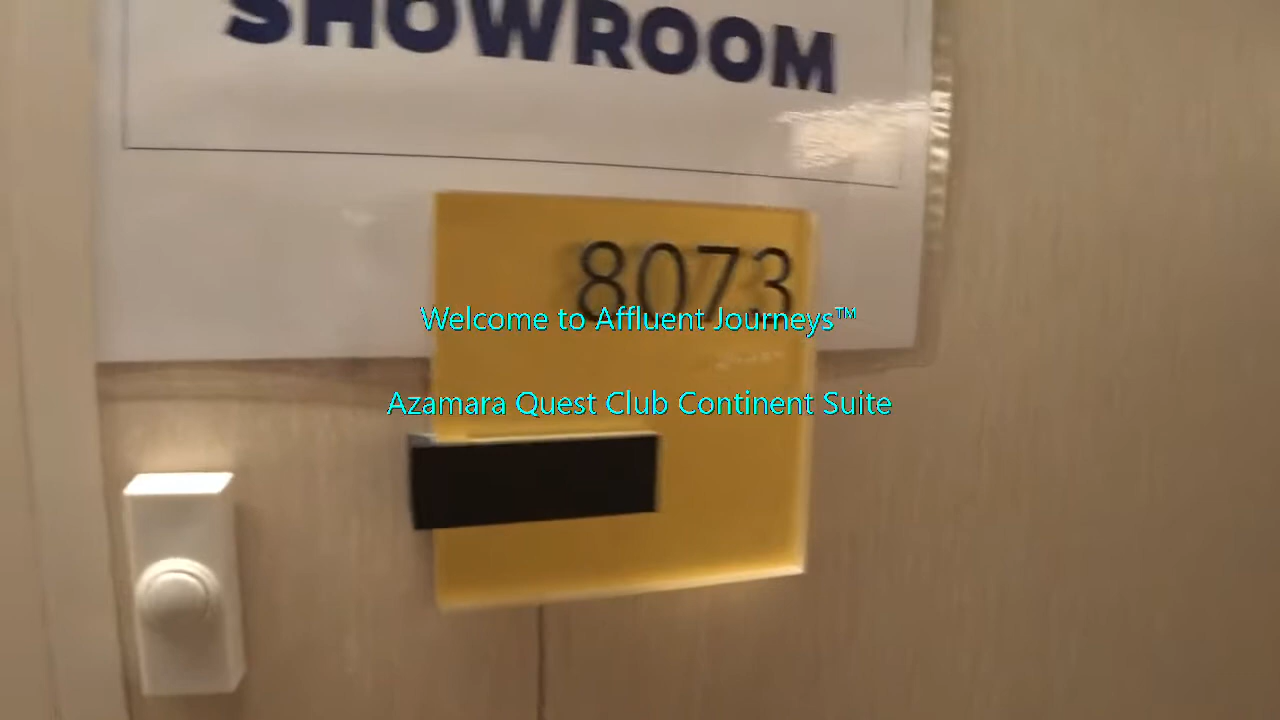 SHOWROOM
8073
Welcome to Affluent Journeys™
Azamara Quest Club Continent Suite